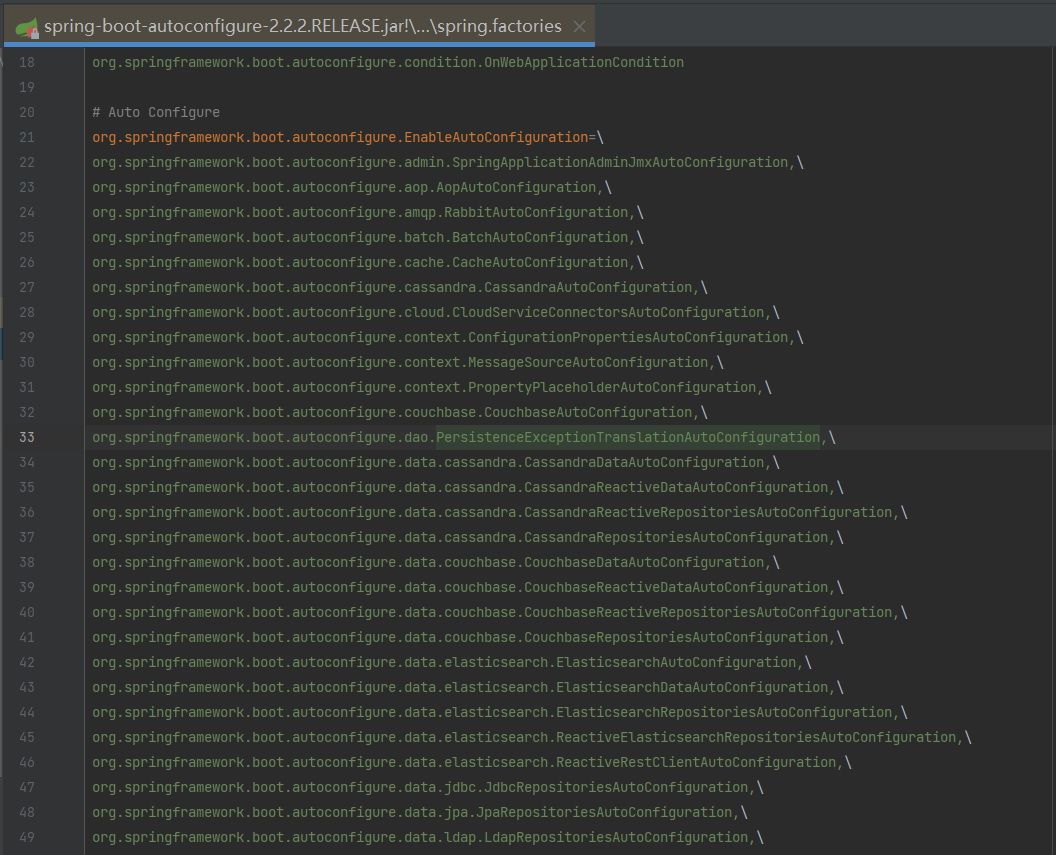 spring-boot-autoconfigure-2.2.2.RELEASE.jar!\...\spring.factories
18 org.springframework.boot.autoconfigure.condition.OnWebApplicationCondition
19
20 # Auto Configure
21 org.springframework.boot.autoconfigure.EnableAutoConfiguration=\
22 org.springframework.boot.autoconfigure.admin.SpringApplicationAdminJmxAutoConfiguration,\
23 org.springframework.boot.autoconfigure.aop.AopAutoConfiguration,\
24 org.springframework.boot.autoconfigure.amqp.RabbitAutoConfiguration,\
25 org.springframework.boot.autoconfigure.batch.BatchAutoConfiguration,\
26 org.springframework.boot.autoconfigure.cache.CacheAutoConfiguration,\
27 org.springframework.boot.autoconfigure.cassandra.CassandraAutoConfiguration,\
28 org.springframework.boot.autoconfigure.cloud.CloudServiceConnectorsAutoConfiguration,\
29 org.springframework.boot.autoconfigure.context.ConfigurationPropertiesAutoConfiguration,\
30 org.springframework.boot.autoconfigure.context.MessageSourceAutoConfiguration,\
31 org.springframework.boot.autoconfigure.context.PropertyPlaceholderAutoConfiguration,\
32 org.springframework.boot.autoconfigure.couchbase.CouchbaseAutoConfiguration,\
33 org.springframework.boot.autoconfigure.dao.PersistenceExceptionTranslationAutoConfiguration,\
34 org.springframework.boot.autoconfigure.data.cassandra.CassandraDataAutoConfiguration,\
35 org.springframework.boot.autoconfigure.data.cassandra.CassandraReactiveDataAutoConfiguration,\
36 org.springframework.boot.autoconfigure.data.cassandra.CassandraReactiveRepositoriesAutoConfiguration,\
37 org.springframework.boot.autoconfigure.data.cassandra.CassandraRepositoriesAutoConfiguration,\
38 org.springframework.boot.autoconfigure.data.couchbase.CouchbaseDataAutoConfiguration,\
39 org.springframework.boot.autoconfigure.data.couchbase.CouchbaseReactiveDataAutoConfiguration,\
40 org.springframework.boot.autoconfigure.data.couchbase.CouchbaseReactiveRepositoriesAutoConfiguration,\
41 org.springframework.boot.autoconfigure.data.couchbase.CouchbaseRepositoriesAutoConfiguration,\
42 org.springframework.boot.autoconfigure.data.elasticsearch.ElasticsearchAutoConfiguration,\
43 org.springframework.boot.autoconfigure.data.elasticsearch.ElasticsearchDataAutoConfiguration,\
44 org.springframework.boot.autoconfigure.data.elasticsearch.ElasticsearchRepositoriesAutoConfiguration,\
45 org.springframework.boot.autoconfigure.data.elasticsearch.ReactiveElasticsearchRepositoriesAutoConfiguration,\
46 org.springframework.boot.autoconfigure.data.elasticsearch.ReactiveRestClientAutoConfiguration,\
47 org.springframework.boot.autoconfigure.data.jdbc.JdbcRepositoriesAutoConfiguration,\
48 org.springframework.boot.autoconfigure.data.jpa.JpaRepositoriesAutoConfiguration,\
49 org.springframework.boot.autoconfigure.data.ldap.LdapRepositoriesAutoConfiguration,\